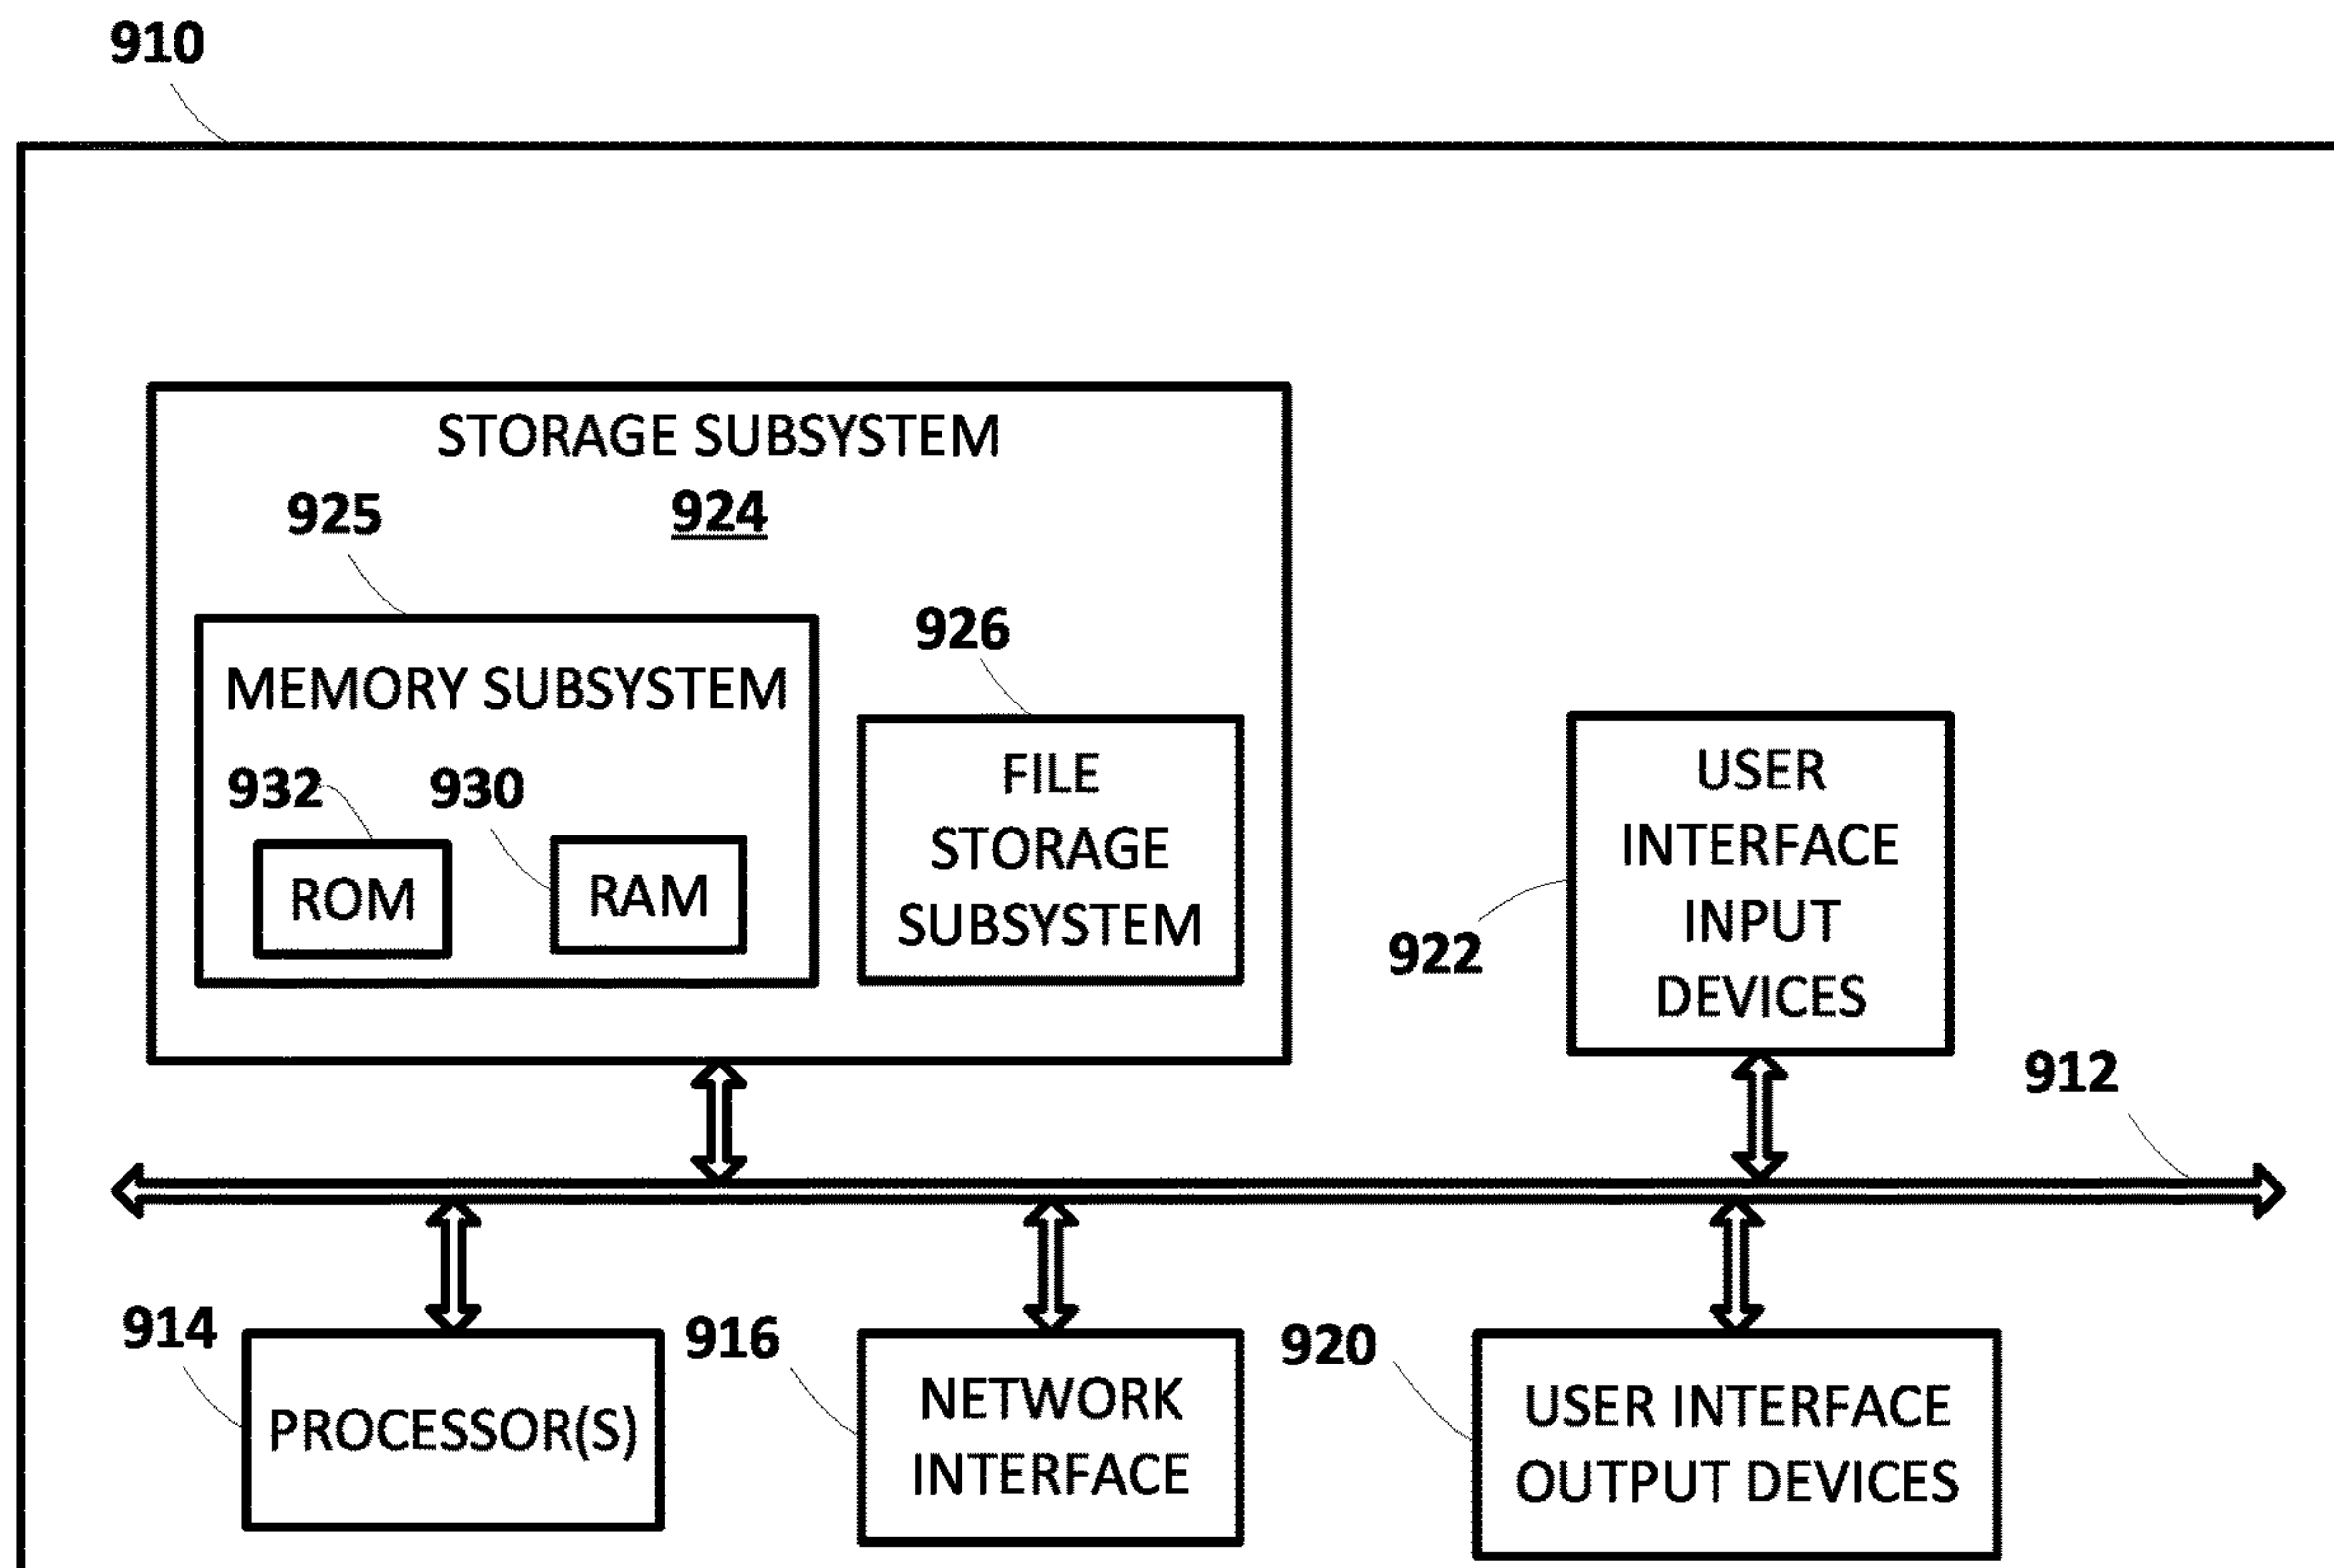 910
STORAGE SUBSYSTEM
924
925
MEMORY SUBSYSTEM
932
930
ROM
RAM
926
FILE
STORAGE
SUBSYSTEM
USER
INTERFACE
INPUT
DEVICES
922
912
914
PROCESSOR(S)
916
NETWORK
INTERFACE
920
USER INTERFACE
OUTPUT DEVICES